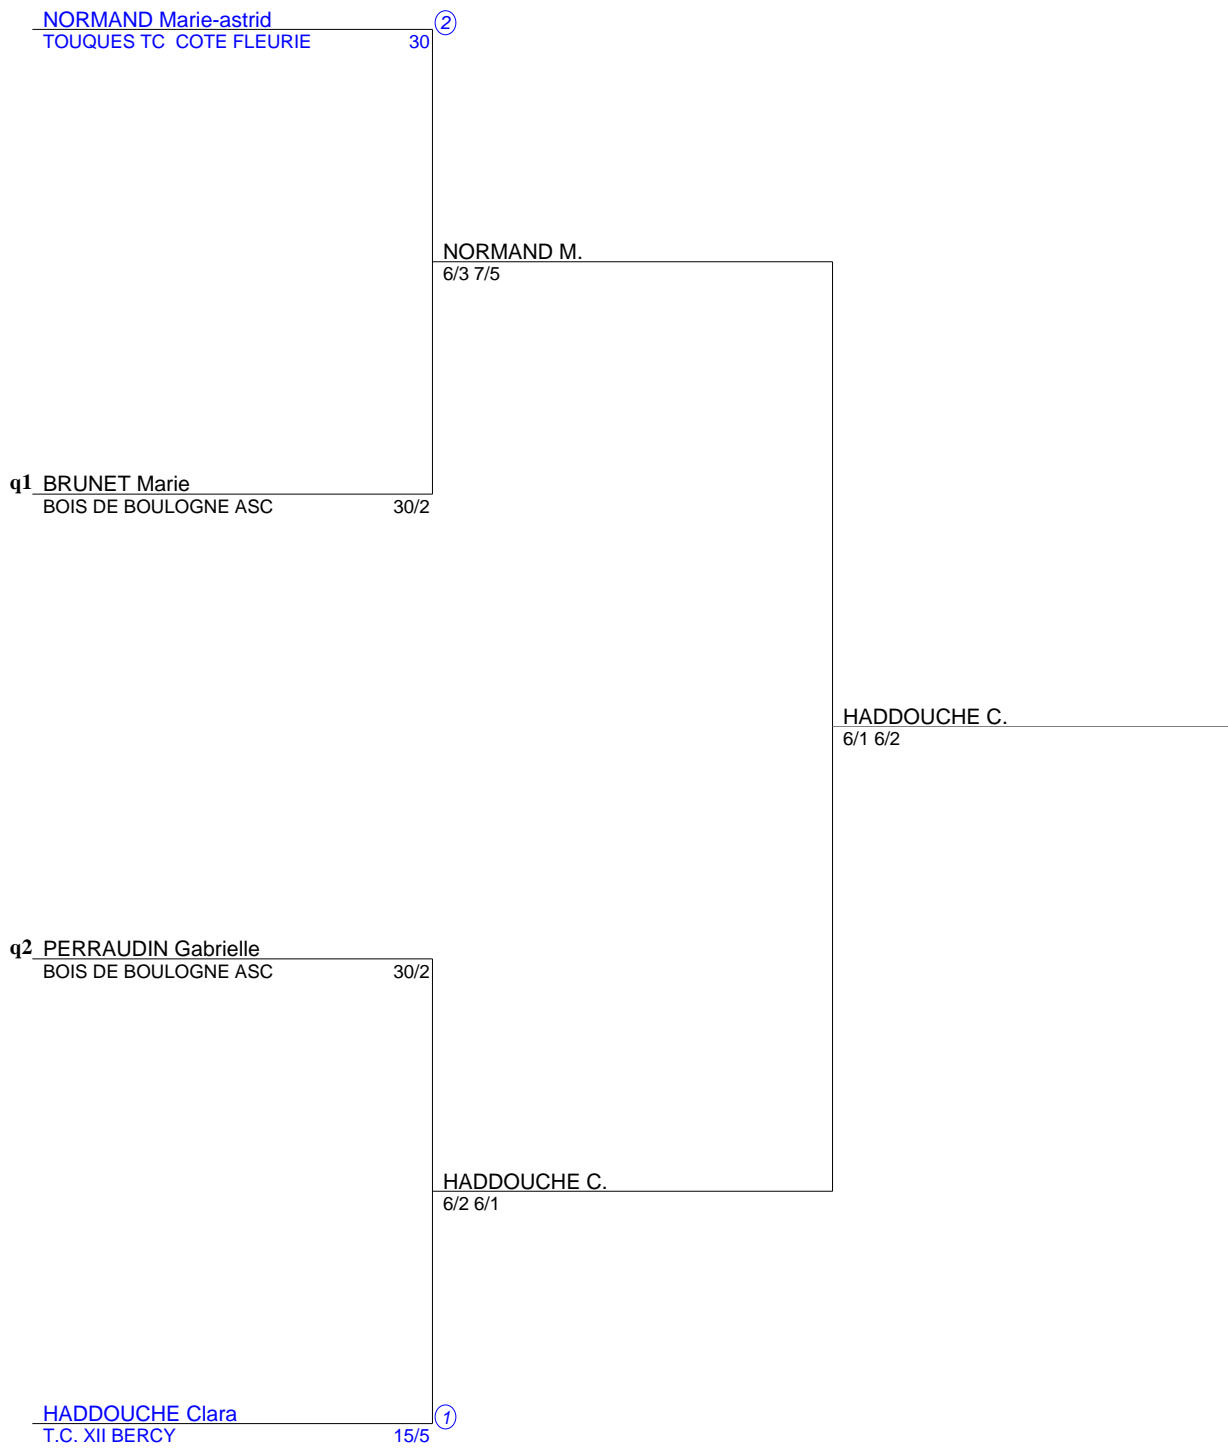 NORMAND Marie-astrid 2
TOUQUES TC  COTE FLEURIE 30
NORMAND M.
6/3 7/5
q1 BRUNET Marie
BOIS DE BOULOGNE ASC 30/2
HADDOUCHE C.
6/1 6/2
q2 PERRAUDIN Gabrielle
BOIS DE BOULOGNE ASC 30/2
HADDOUCHE C.
6/2 6/1
HADDOUCHE Clara 1
T.C. XII BERCY 15/5